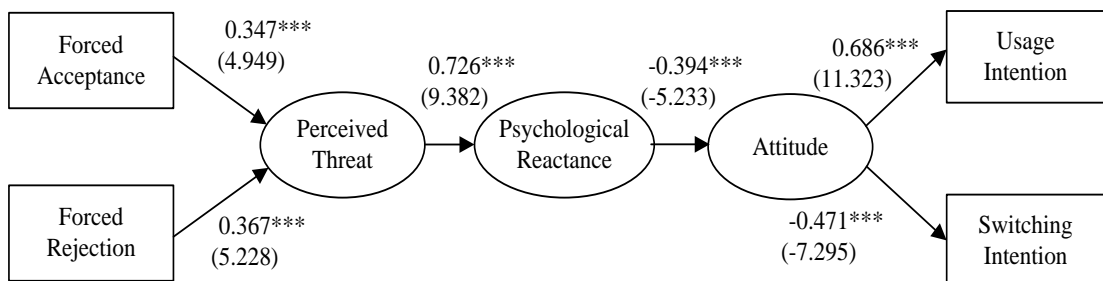 Forced
Acceptance
0.347***
(4.949)
Forced
Rejection
0.367***
(5.228)
Perceived
Threat
0.726***
(9.382)
Psychological
Reactance
-0.394***
(-5.233)
Attitude
0.686***
(11.323)
Usage
Intention
-0.471***
(-7.295)
Switching
Intention